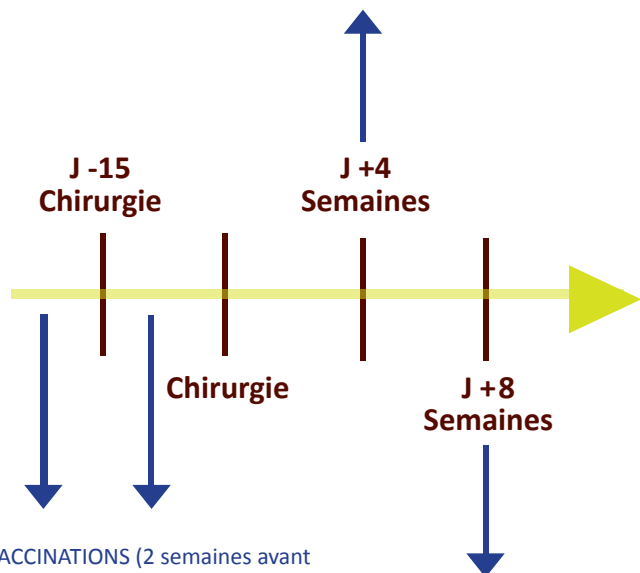 J -15
Chirurgie
J +4
Semaines
Chirurgie
J +8
Semaines
ACCINATIONS (2 semaines avant